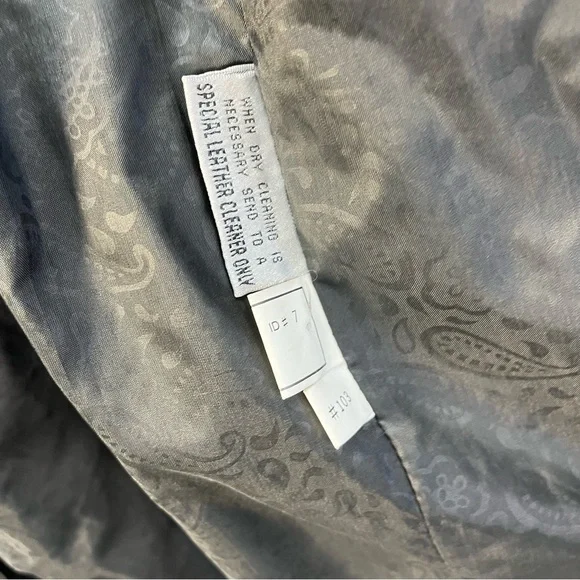 WHEN DRY CLEANING IS
NECESSARY SEND TO A
SPECIAL LEATHER CLEANER ONLY
ID= 7
#103